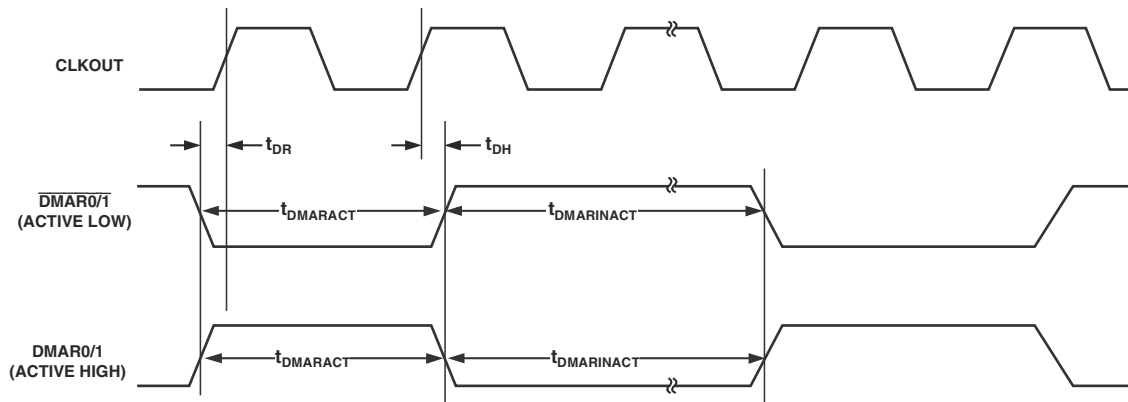 CLKOUT
tDR
tDH
DMAR0/1
(ACTIVE LOW)
tDMARACT
tDMARINACT
DMAR0/1
(ACTIVE HIGH)
tDMARACT
tDMARINACT